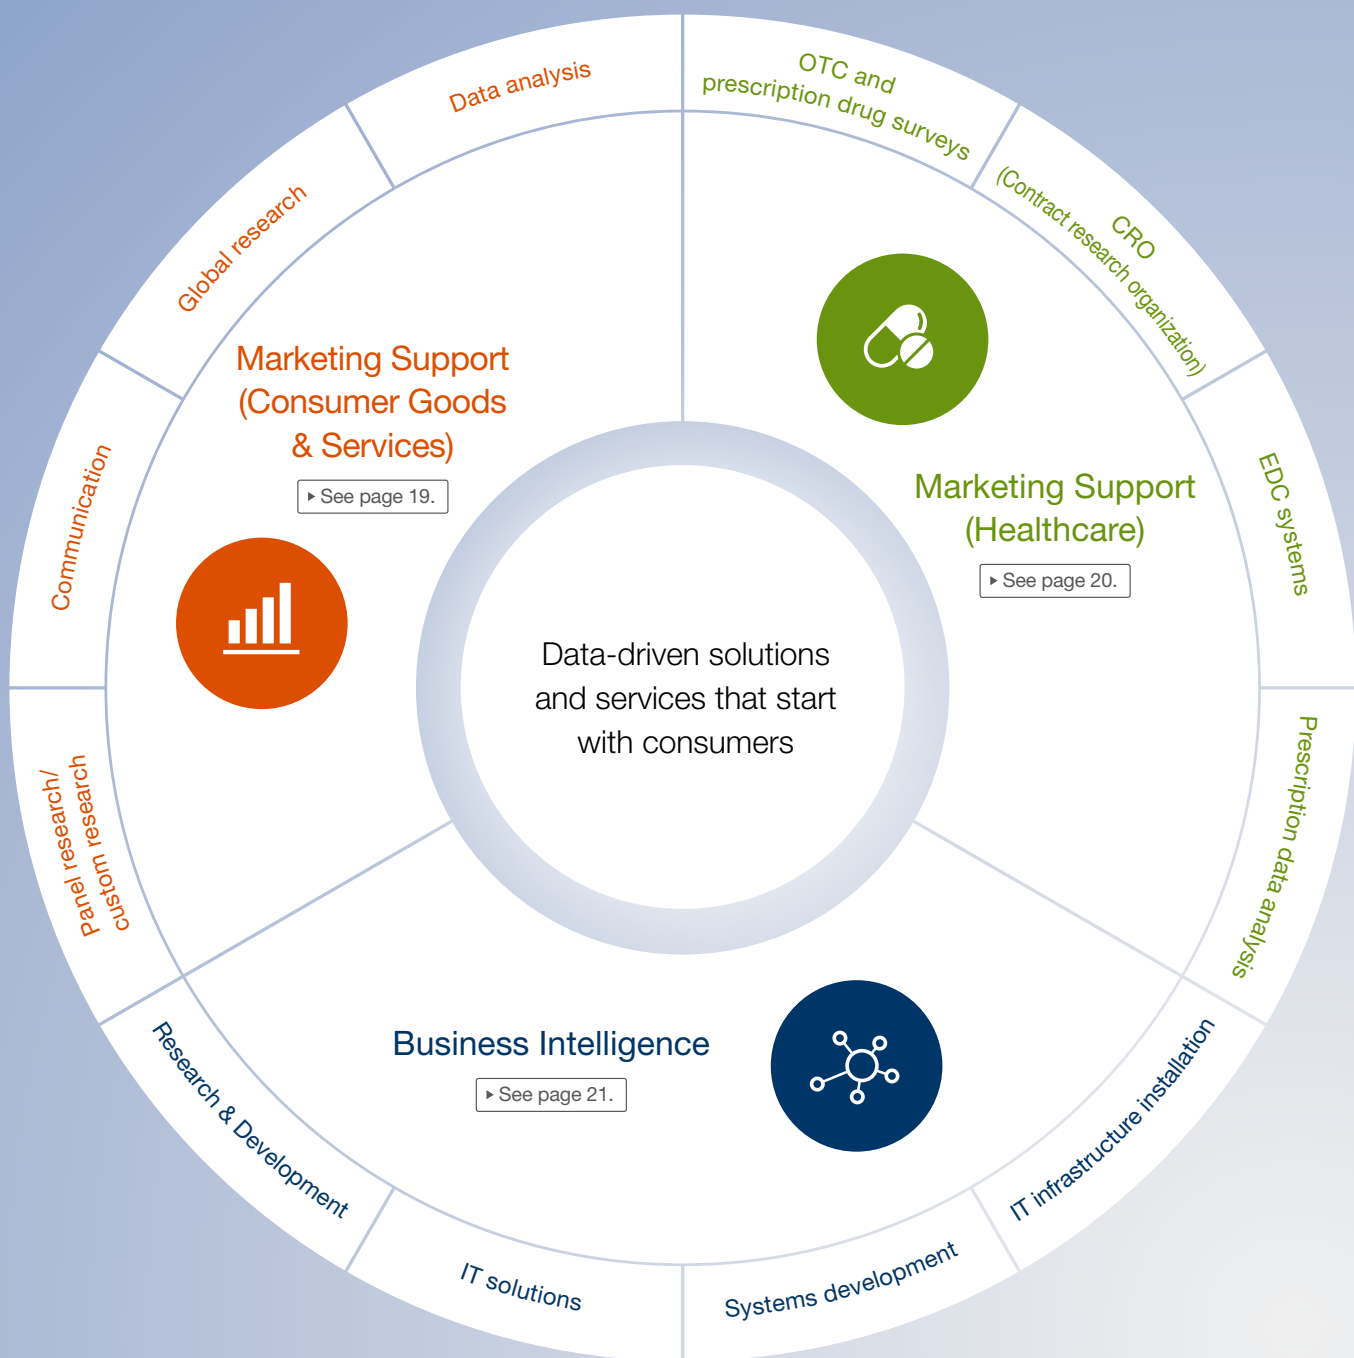 Data analysis
Global research
Communication
Panel research/
custom research
OTC and
prescription drug surveys
CRO
(Contract research organization)
EDC systems
Prescription data analysis
IT infrastructure installation
Systems development
IT solutions
Research & Development
Marketing Support
(Consumer Goods
& Services)
▸ See page 19.
Marketing Support
(Healthcare)
▸ See page 20.
Data-driven solutions
and services that start
with consumers
Business Intelligence
▸ See page 21.